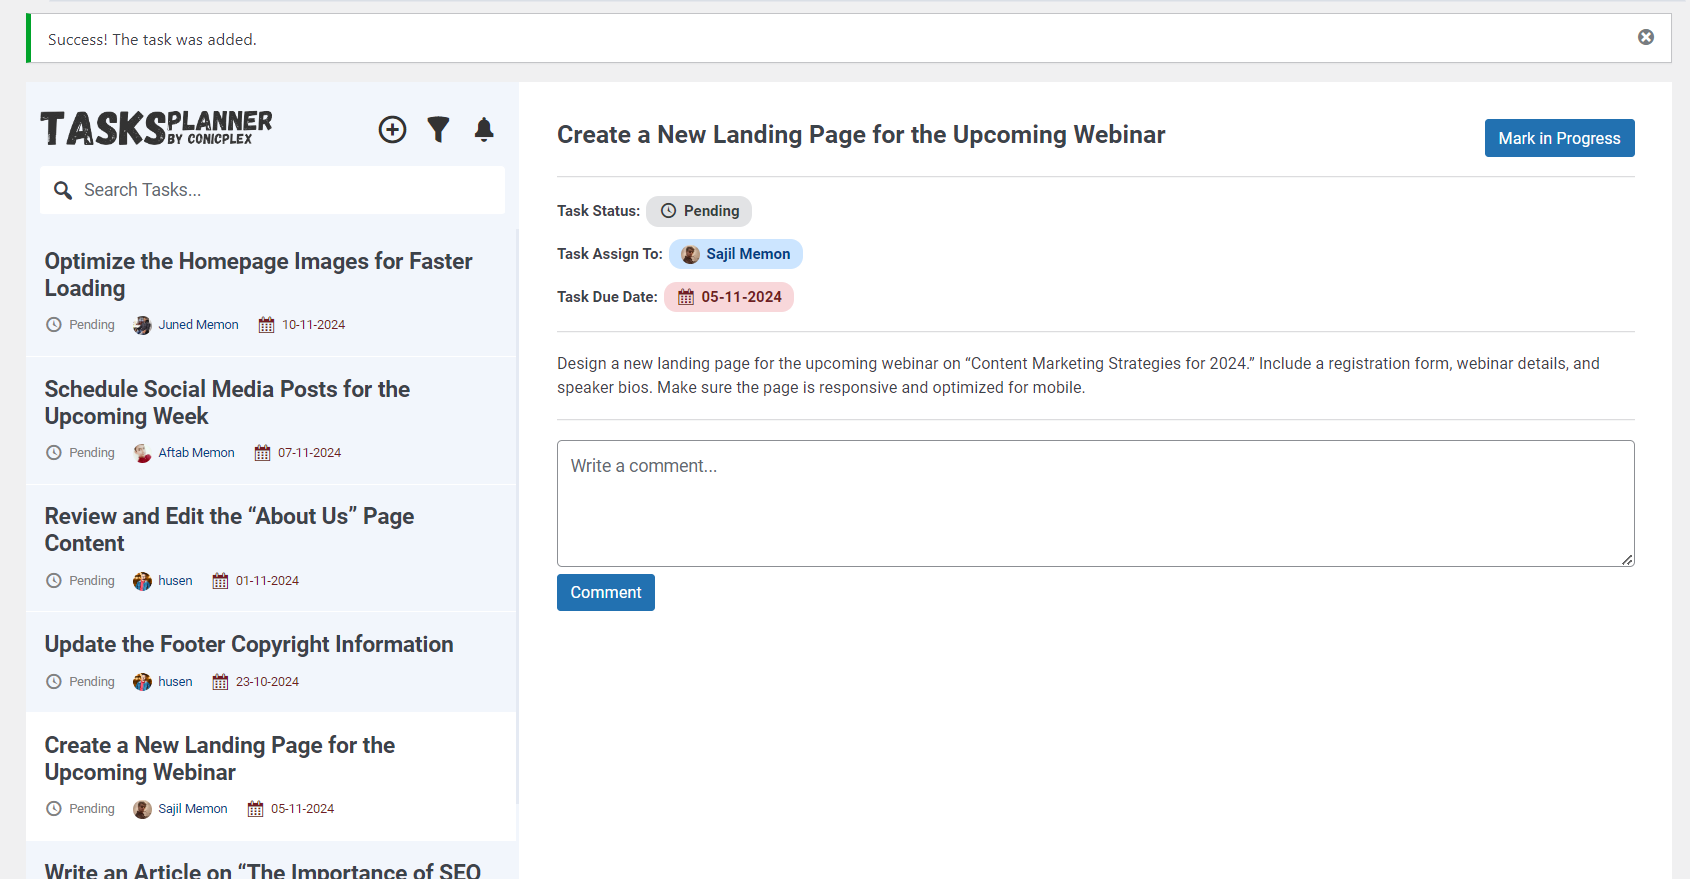 Success! The task was added.
TASKSPLANNER
BY CONICPLEX
Search Tasks...
Optimize the Homepage Images for Faster
Loading
Pending Juned Memon 10-11-2024
Schedule Social Media Posts for the
Upcoming Week
Pending Aftab Memon 07-11-2024
Review and Edit the “About Us” Page
Content
Pending husen 01-11-2024
Update the Footer Copyright Information
Pending husen 23-10-2024
Create a New Landing Page for the
Upcoming Webinar
Pending Sajil Memon 05-11-2024
Write an Article on “The Importance of SEO
Create a New Landing Page for the Upcoming Webinar
Mark in Progress
Task Status: Pending
Task Assign To: Sajil Memon
Task Due Date: 05-11-2024
Design a new landing page for the upcoming webinar on “Content Marketing Strategies for 2024.” Include a registration form, webinar details, and
speaker bios. Make sure the page is responsive and optimized for mobile.
Write a comment...
Comment